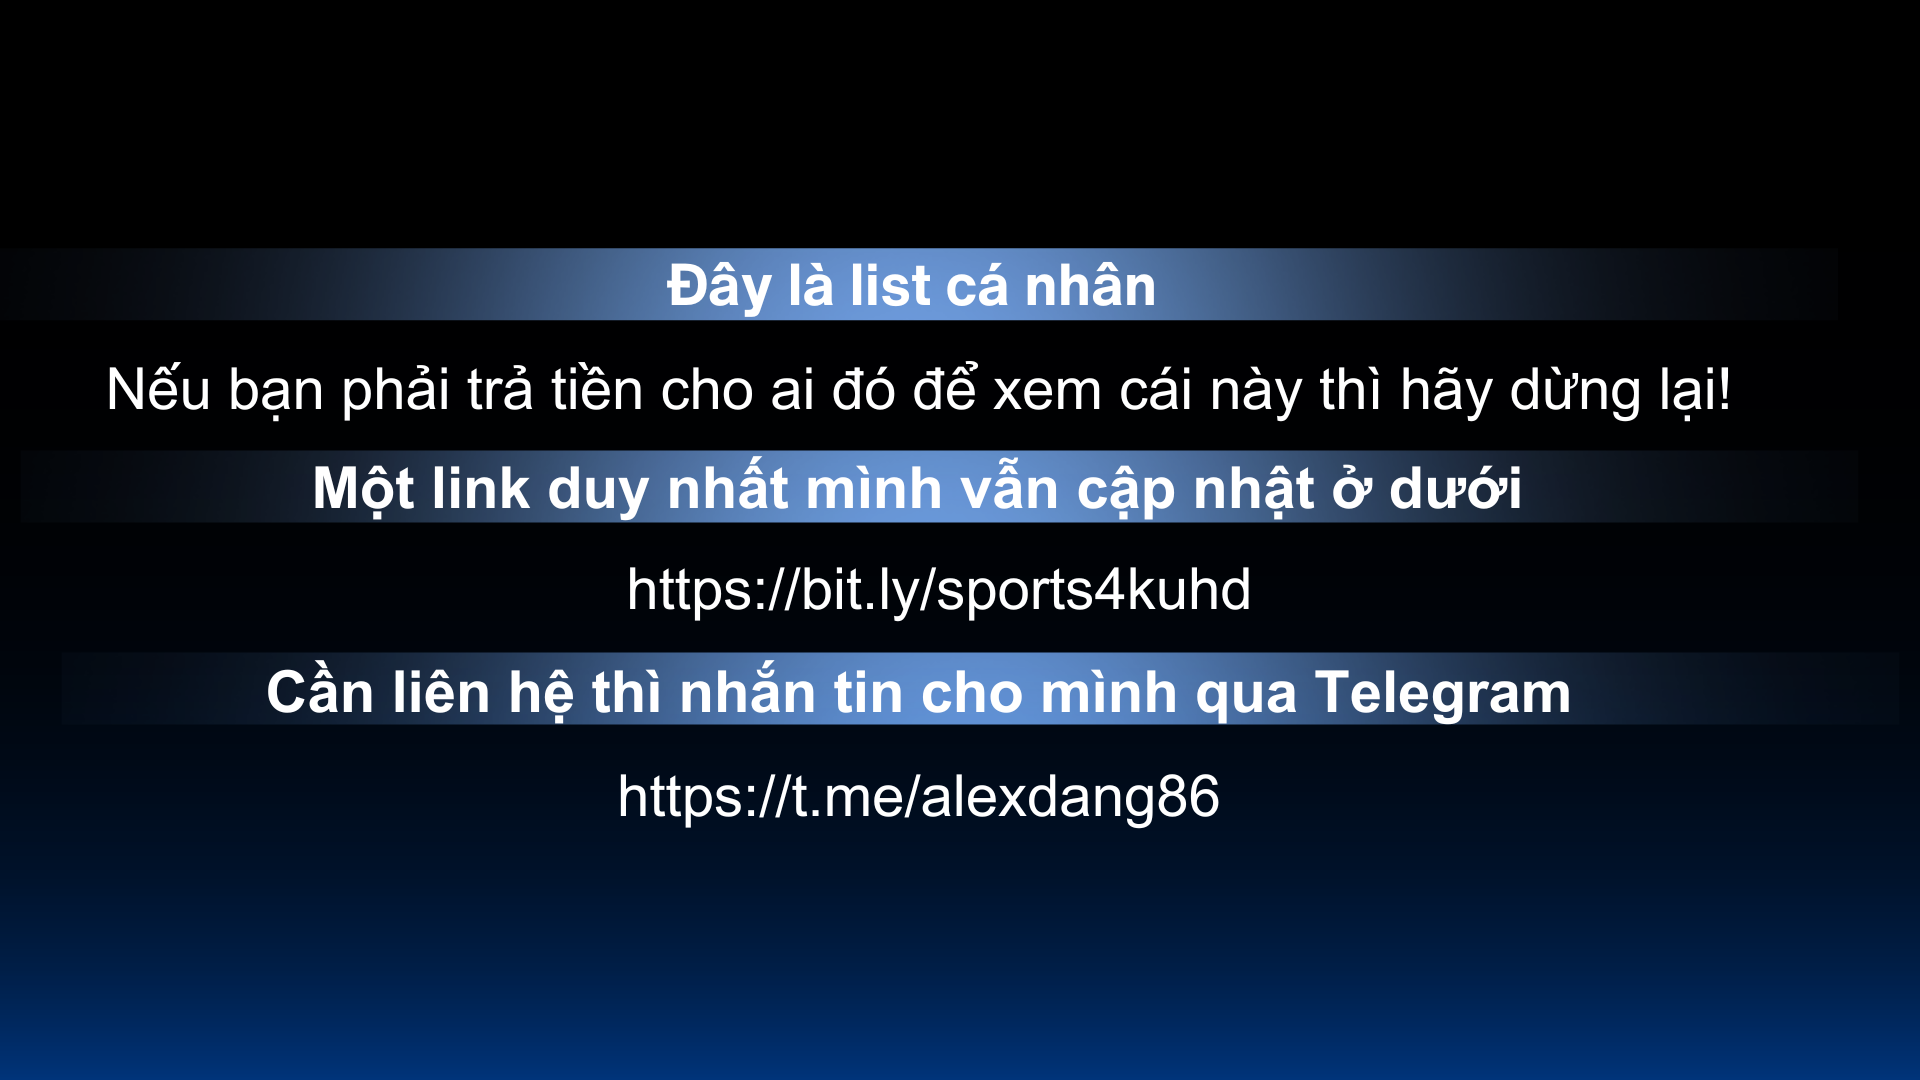 Đây là list cá nhân
Nếu bạn phải trả tiền cho ai đó để xem cái này thì hãy dừng lại!
Một link duy nhất mình vẫn cập nhật ở dưới
https://bit.ly/sports4kuhd
Cần liên hệ thì nhắn tin cho mình qua Telegram
https://t.me/alexdang86